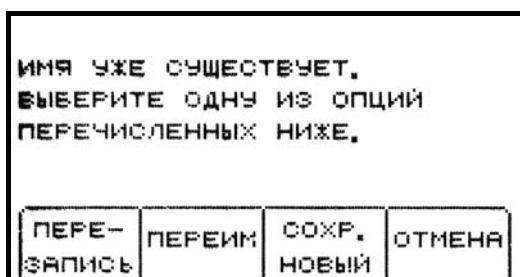 ИМЯ УЖЕ СУЩЕСТВУЕТ.
ВЫБЕРИТЕ ОДНУ ИЗ ОПЦИЙ
ПЕРЕЧИСЛЕННЫХ НИЖЕ.
ПЕРЕ-
ЗАПИСЬ
ПЕРЕИМ
СОХР.
НОВЫЙ
ОТМЕНА